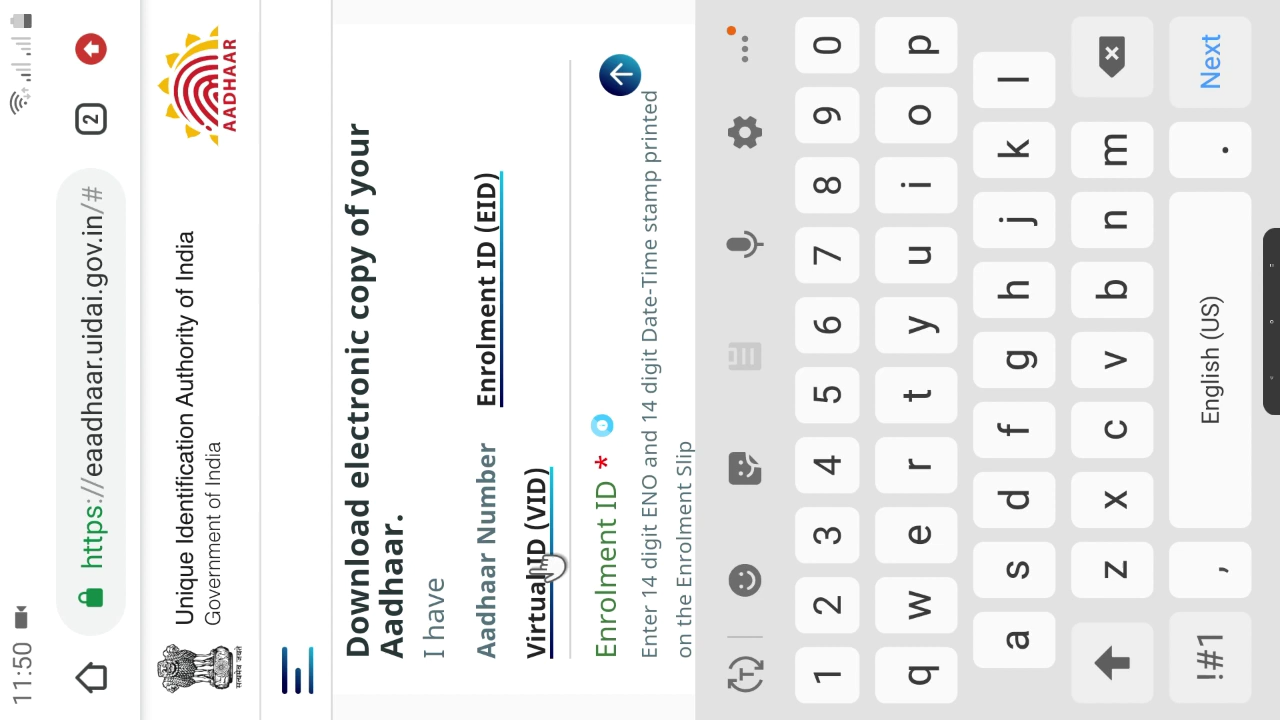 11:50
https://eaadhaar.uidai.gov.in/#
2
सत्यमेव जयते
Unique Identification Authority of India
Government of India
AADHAAR
Download electronic copy of your
Aadhaar.
I have
Aadhaar Number
Enrolment ID (EID)
Virtual ID (VID)
Enrolment ID *
Enter 14 digit ENO and 14 digit Date-Time stamp printed
on the Enrolment Slip
T
1 2 3 4 5 6 7 8 9 0
q w e r t y u i o p
a s d f g h j k l
z x c v b n m
!#1 , English (US) . Next